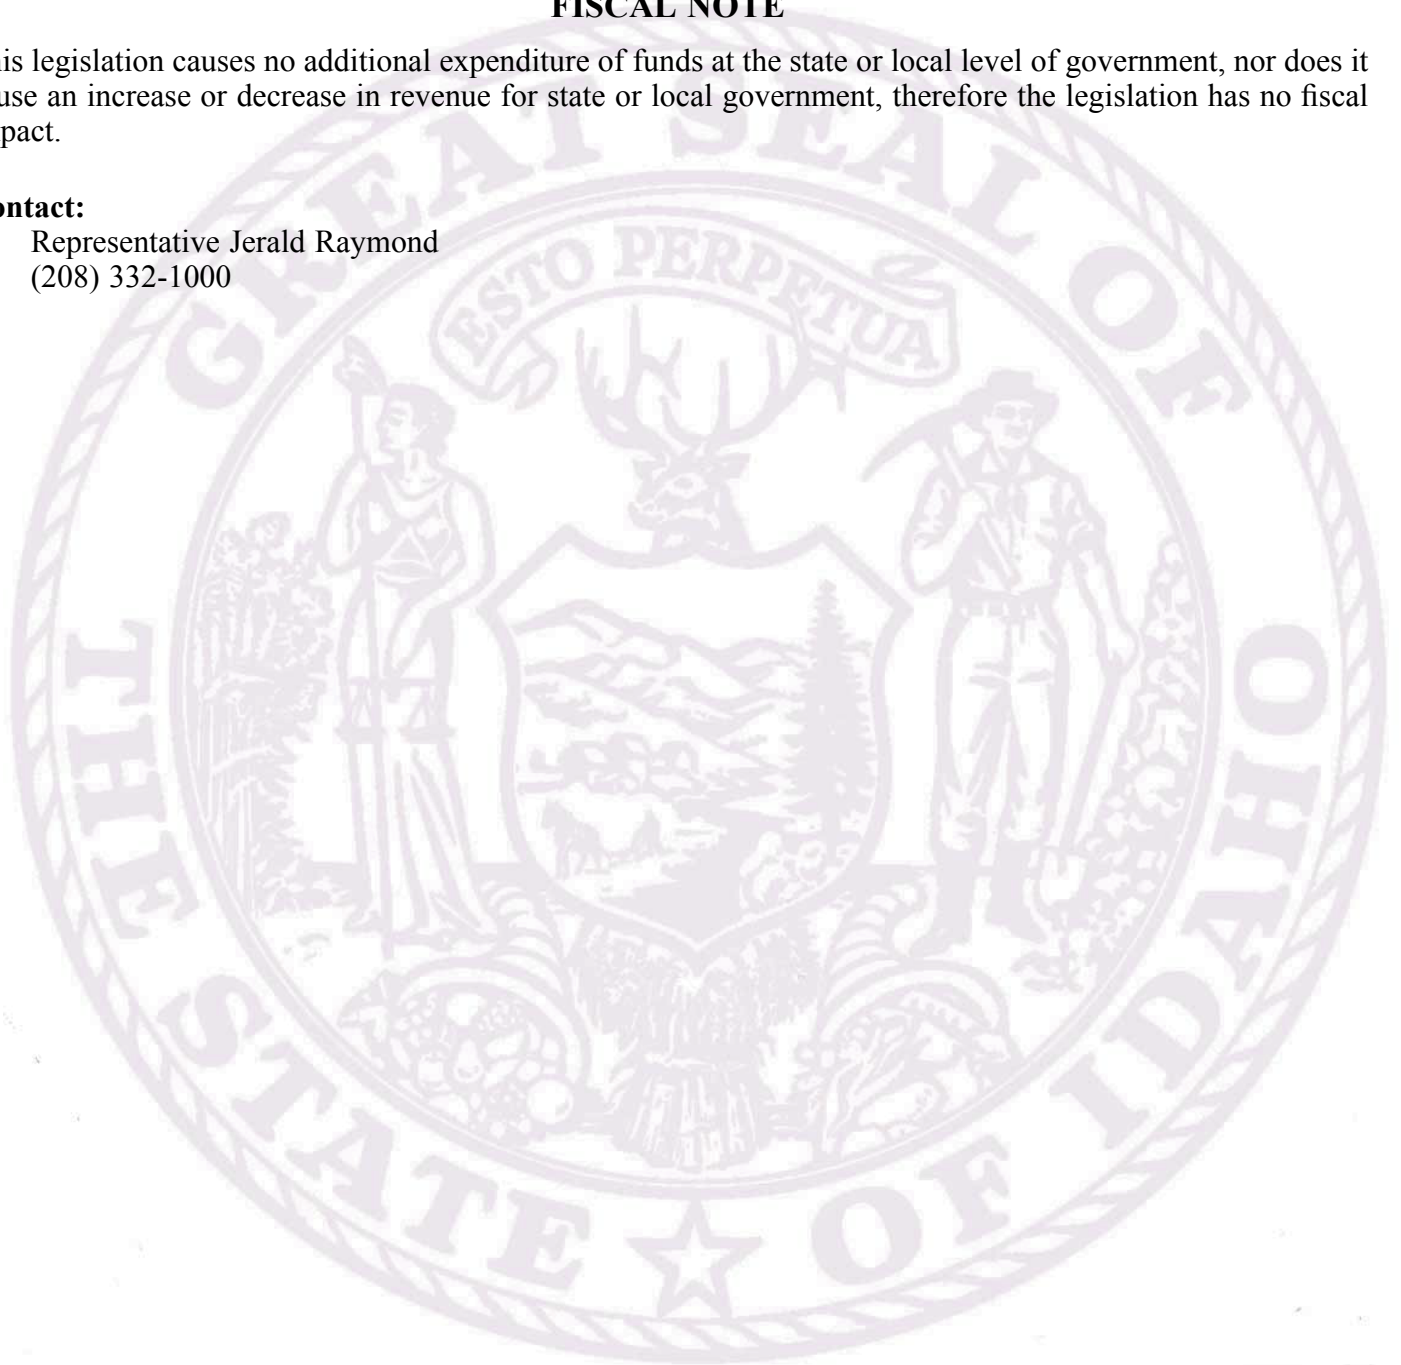 FISCAL NOTE
his legislation causes no additional expenditure of funds at the state or local level of government, nor does it
use an increase or decrease in revenue for state or local government, therefore the legislation has no fiscal
pact.
ontact:
Representative Jerald Raymond
(208) 332-1000
GREAT SEAL OF
ESTO PERPETUA
THE STATE OF IDAHO